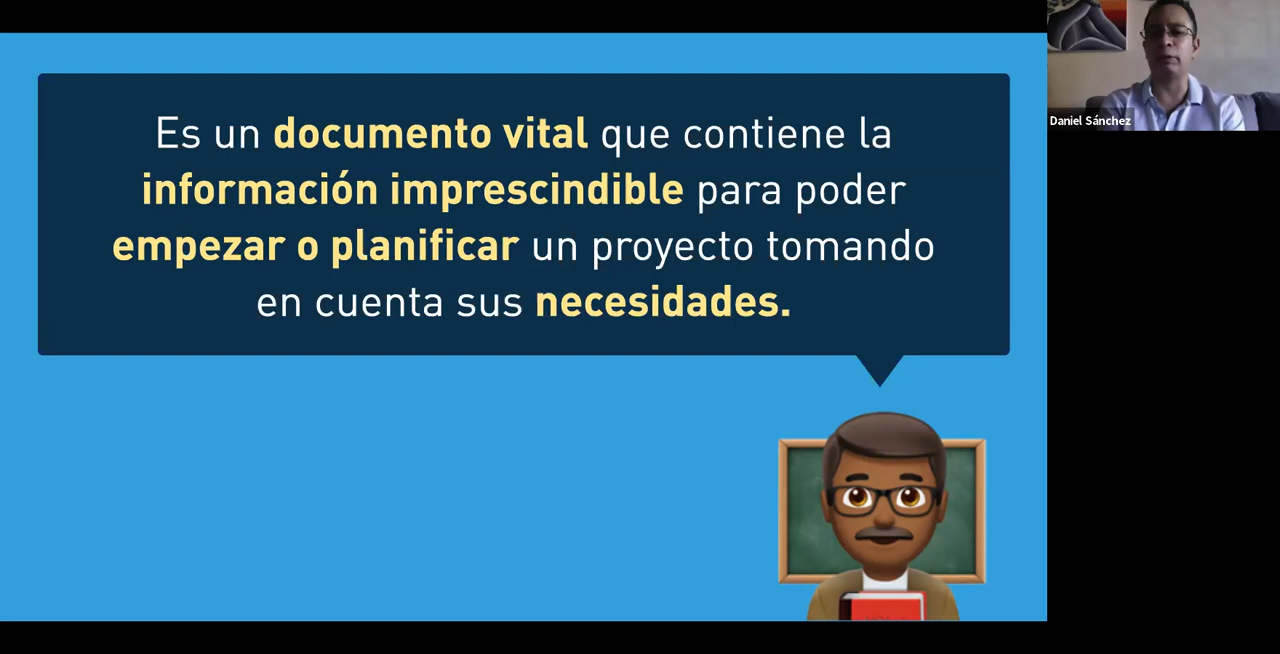 Es un documento vital que contiene la
información imprescindible para poder
empezar o planificar un proyecto tomando
en cuenta sus necesidades.
Daniel Sánchez